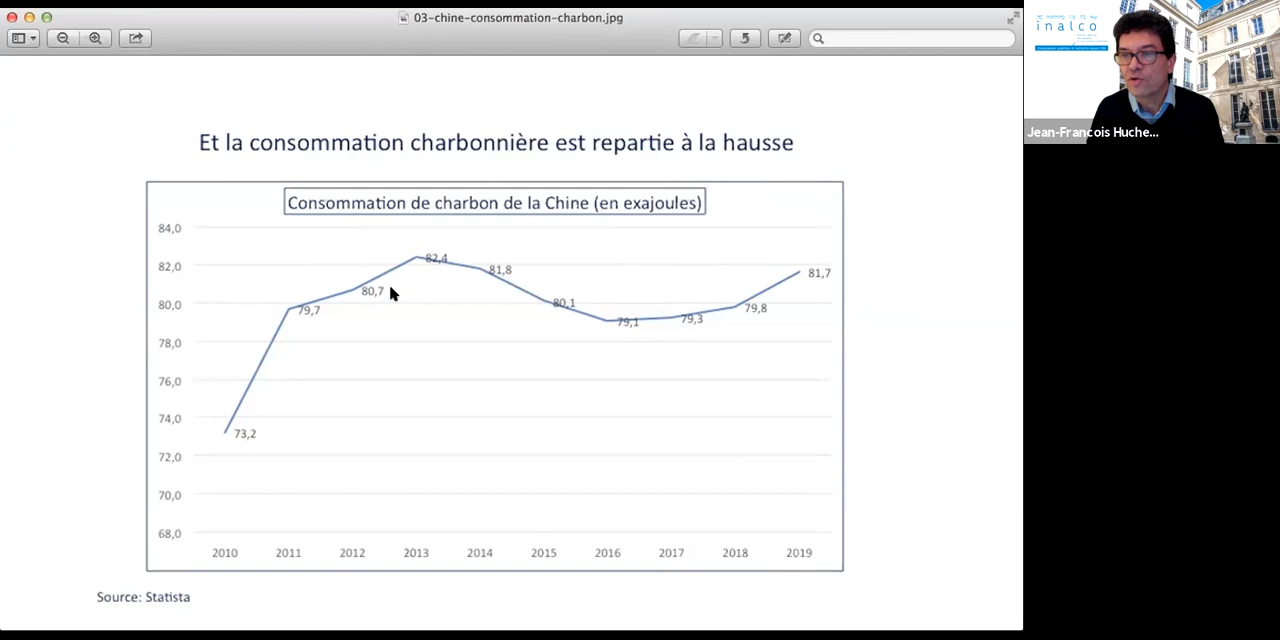 03-chine-consommation-charbon.jpg
inalco
Jean-Francois Huche...
Et la consommation charbonnière est repartie à la hausse
Consommation de charbon de la Chine (en exajoules)
84,0
82,0
80,0
78,0
76,0
74,0
72,0
70,0
68,0
73,2
79,7
80,7
82,4
81,8
80,1
79,1
79,3
79,8
81,7
2010 2011 2012 2013 2014 2015 2016 2017 2018 2019
Source: Statista